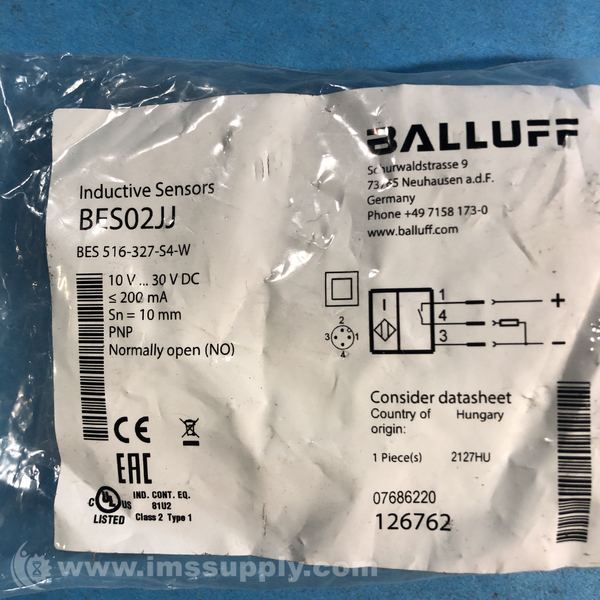 BALLUFF
Schurwaldstrasse 9
73765 Neuhausen a.d.F.
Germany
Phone +49 7158 173-0
www.balluff.com
Inductive Sensors
BES02JJ
BES 516-327-S4-W
10 V ... 30 V DC
≤ 200 mA
Sn = 10 mm
PNP
Normally open (NO)
2
3 1
4
1 +
4
3 −
Consider datasheet
Country of Hungary
origin:
1 Piece(s) 2127HU
07686220
126762
CE
EAC
C UL US
LISTED
IND. CONT. EQ.
81U2
Class 2 Type 1
www.imssupply.com